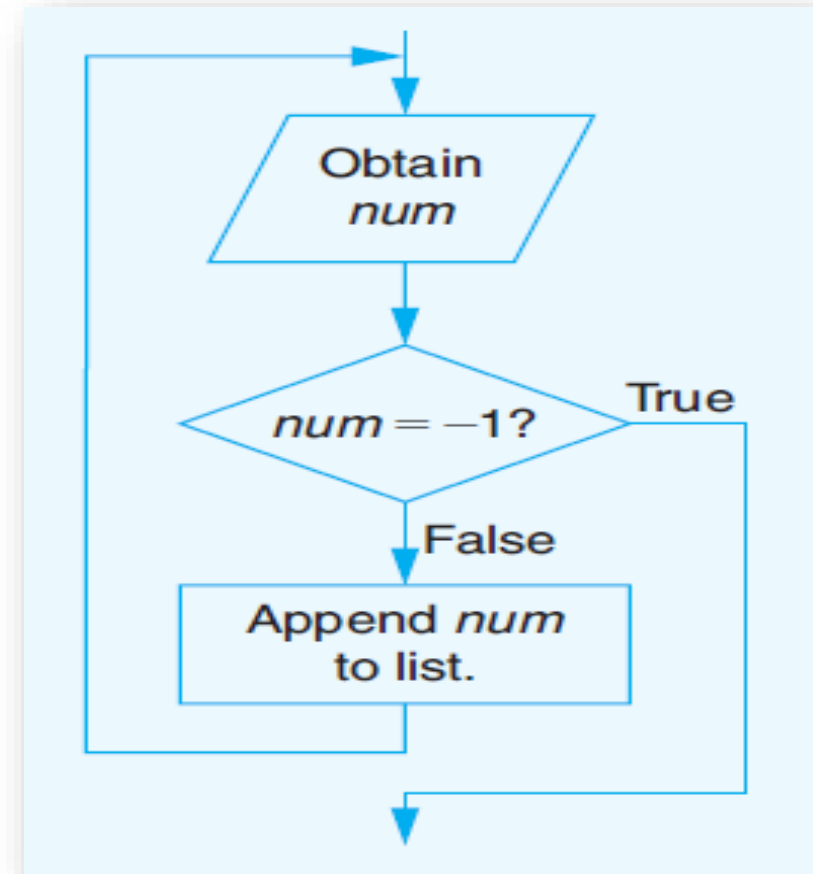 Obtain
num
num = −1?
True
False
Append num
to list.